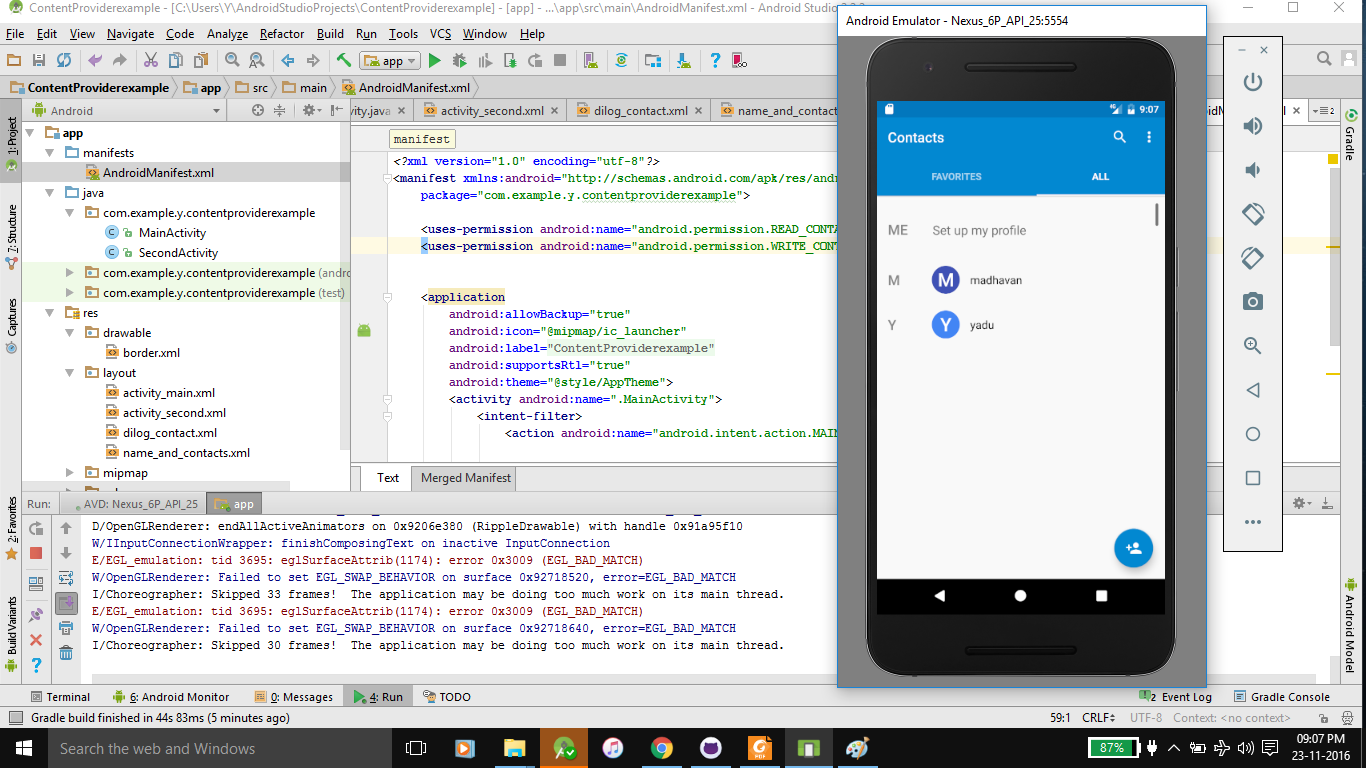 ContentProviderexample - [C:\Users\Y\AndroidStudioProjects\ContentProviderexample] - [app] - ...\app\src\main\AndroidManifest.xml - Android Studio
File Edit View Navigate Code Analyze Refactor Build Run Tools VCS Window Help
app
ContentProviderexample app src main AndroidManifest.xml
1: Project
7: Structure
Captures
2: Favorites
Build Variants
Android
app
manifests
AndroidManifest.xml
java
com.example.y.contentproviderexample
MainActivity
SecondActivity
com.example.y.contentproviderexample (andro
com.example.y.contentproviderexample (test)
res
drawable
border.xml
layout
activity_main.xml
activity_second.xml
dilog_contact.xml
name_and_contacts.xml
mipmap
vity.java activity_second.xml dilog_contact.xml name_and_contac
manifest
<?xml version="1.0" encoding="utf-8"?>
<manifest xmlns:android="http://schemas.android.com/apk/res/andr
package="com.example.y.contentproviderexample">
<uses-permission android:name="android.permission.READ_CONTA
<uses-permission android:name="android.permission.WRITE_CONT
<application
android:allowBackup="true"
android:icon="@mipmap/ic_launcher"
android:label="ContentProviderexample"
android:supportsRtl="true"
android:theme="@style/AppTheme">
<activity android:name=".MainActivity">
<intent-filter>
<action android:name="android.intent.action.MAIN
Text Merged Manifest
Android Emulator - Nexus_6P_API_25:5554
9:07
Contacts
FAVORITES ALL
ME Set up my profile
M M madhavan
Y Y yadu
idM nl
2
Gradle
Android Model
Run: AVD: Nexus_6P_API_25 app
D/OpenGLRenderer: endAllActiveAnimators on 0x9206e380 (RippleDrawable) with handle 0x91a95f10
W/IInputConnectionWrapper: finishComposingText on inactive InputConnection
E/EGL_emulation: tid 3695: eglSurfaceAttrib(1174): error 0x3009 (EGL_BAD_MATCH)
W/OpenGLRenderer: Failed to set EGL_SWAP_BEHAVIOR on surface 0x92718520, error=EGL_BAD_MATCH
I/Choreographer: Skipped 33 frames!  The application may be doing too much work on its main thread.
E/EGL_emulation: tid 3695: eglSurfaceAttrib(1174): error 0x3009 (EGL_BAD_MATCH)
W/OpenGLRenderer: Failed to set EGL_SWAP_BEHAVIOR on surface 0x92718640, error=EGL_BAD_MATCH
I/Choreographer: Skipped 30 frames!  The application may be doing too much work on its main thread.
Terminal 6: Android Monitor 0: Messages 4: Run TODO 2 Event Log Gradle Console
Gradle build finished in 44s 83ms (5 minutes ago) 59:1 CRLF UTF-8 Context: <no context>
Search the web and Windows PDF 87% 09:07 PM
23-11-2016